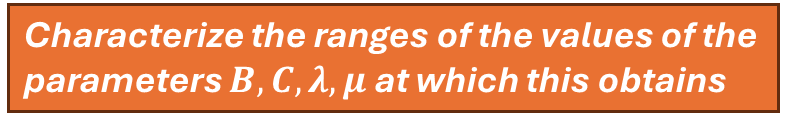 Characterize the ranges of the values of the
parameters B, C, λ, μ at which this obtains